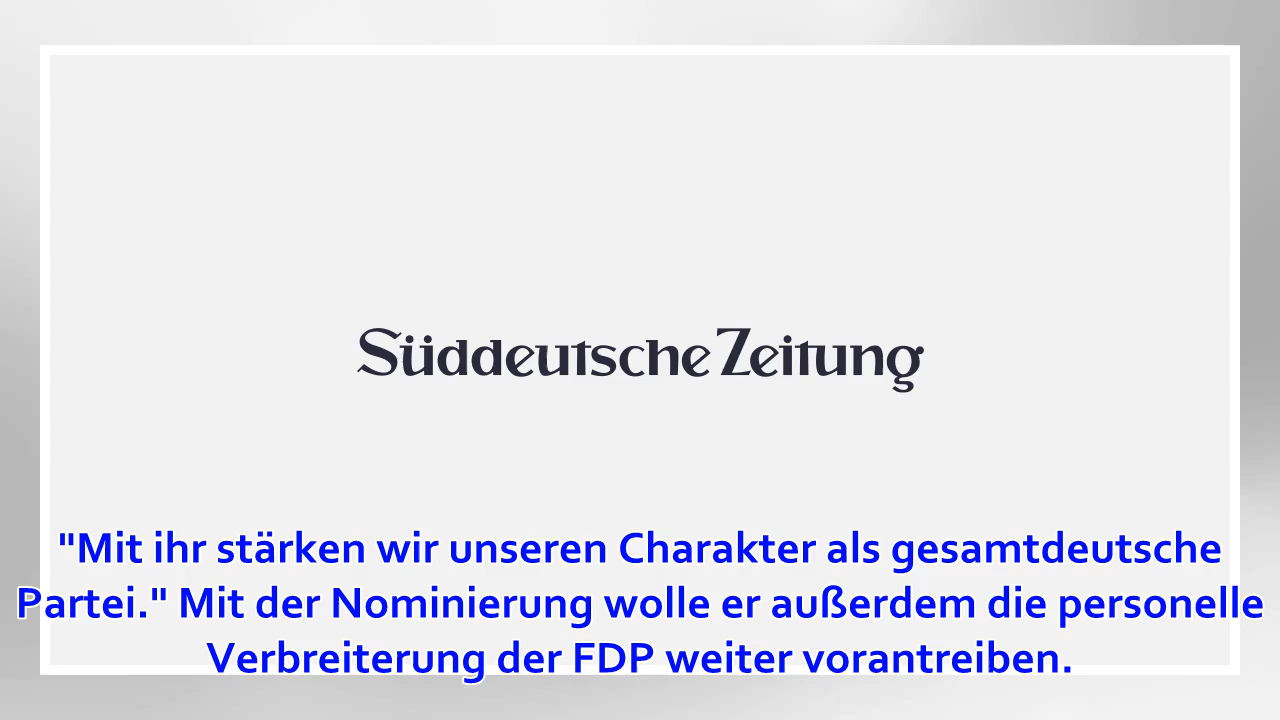 Süddeutsche Zeitung
"Mit ihr stärken wir unseren Charakter als gesamtdeutsche
Partei." Mit der Nominierung wolle er außerdem die personelle
Verbreiterung der FDP weiter vorantreiben.